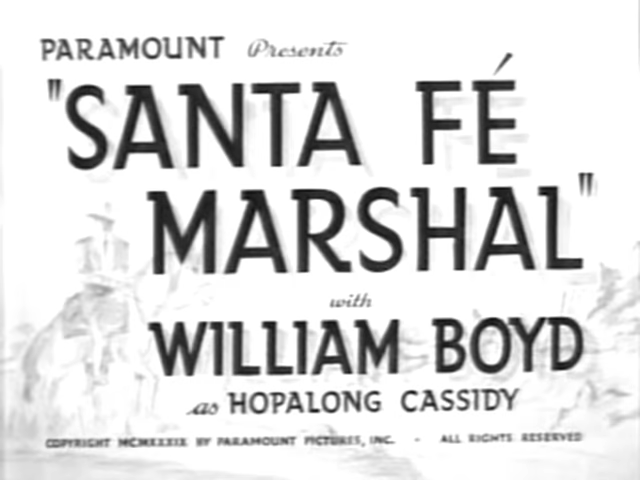 PARAMOUNT Presents
"SANTA FÉ
MARSHAL"
with
WILLIAM BOYD
as HOPALONG CASSIDY
COPYRIGHT MCMXXXIX BY PARAMOUNT PICTURES, INC. - ALL RIGHTS RESERVED